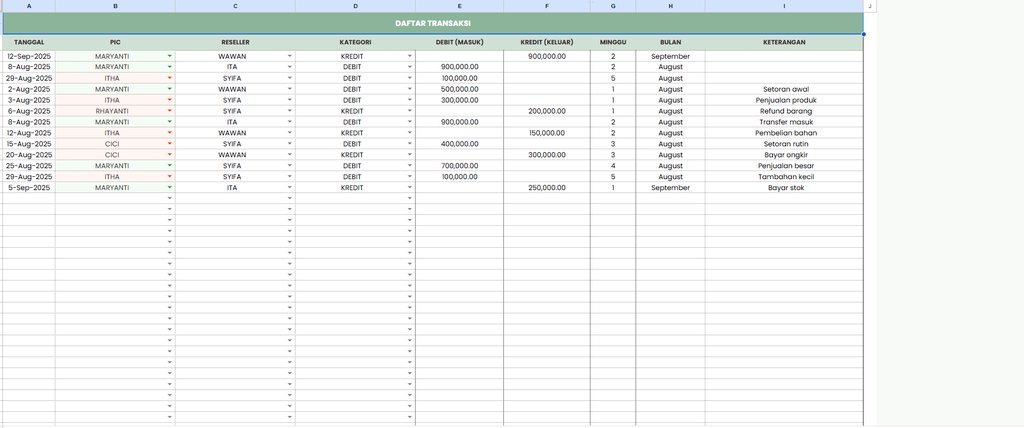 A B C D E F G H I J
DAFTAR TRANSAKSI
TANGGAL PIC RESELLER KATEGORI DEBIT (MASUK) KREDIT (KELUAR) MINGGU BULAN KETERANGAN
12-Sep-2025 MARYANTI WAWAN KREDIT 900,000.00 2 September
8-Aug-2025 MARYANTI ITA DEBIT 900,000.00 2 August
29-Aug-2025 ITHA SYIFA DEBIT 100,000.00 5 August
2-Aug-2025 MARYANTI WAWAN DEBIT 500,000.00 1 August Setoran awal
3-Aug-2025 ITHA SYIFA DEBIT 300,000.00 1 August Penjualan produk
6-Aug-2025 RHAYANTI SYIFA KREDIT 200,000.00 1 August Refund barang
8-Aug-2025 MARYANTI ITA DEBIT 900,000.00 2 August Transfer masuk
12-Aug-2025 ITHA WAWAN KREDIT 150,000.00 2 August Pembelian bahan
15-Aug-2025 CICI SYIFA DEBIT 400,000.00 3 August Setoran rutin
20-Aug-2025 CICI WAWAN KREDIT 300,000.00 3 August Bayar ongkir
25-Aug-2025 MARYANTI SYIFA DEBIT 700,000.00 4 August Penjualan besar
29-Aug-2025 ITHA SYIFA DEBIT 100,000.00 5 August Tambahan kecil
5-Sep-2025 MARYANTI ITA KREDIT 250,000.00 1 September Bayar stok